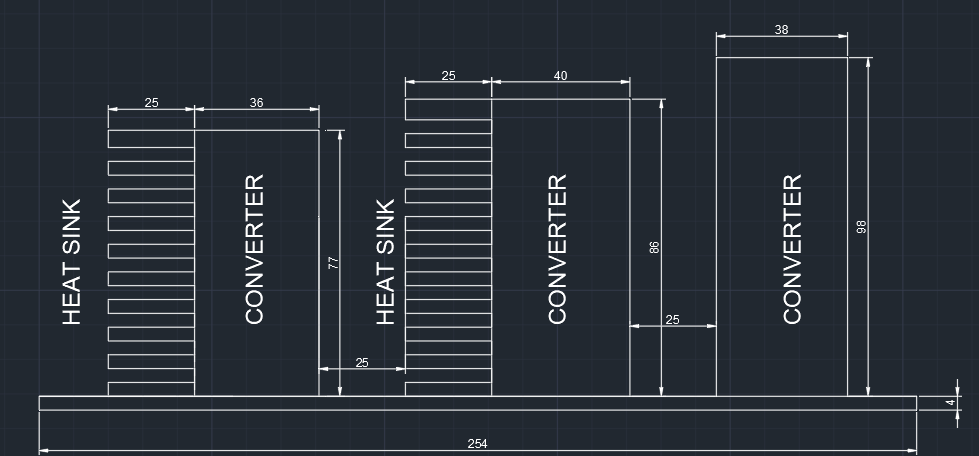 38
25
40
25
36
HEAT SINK
CONVERTER
77
HEAT SINK
CONVERTER
86
CONVERTER
98
25
25
4
254